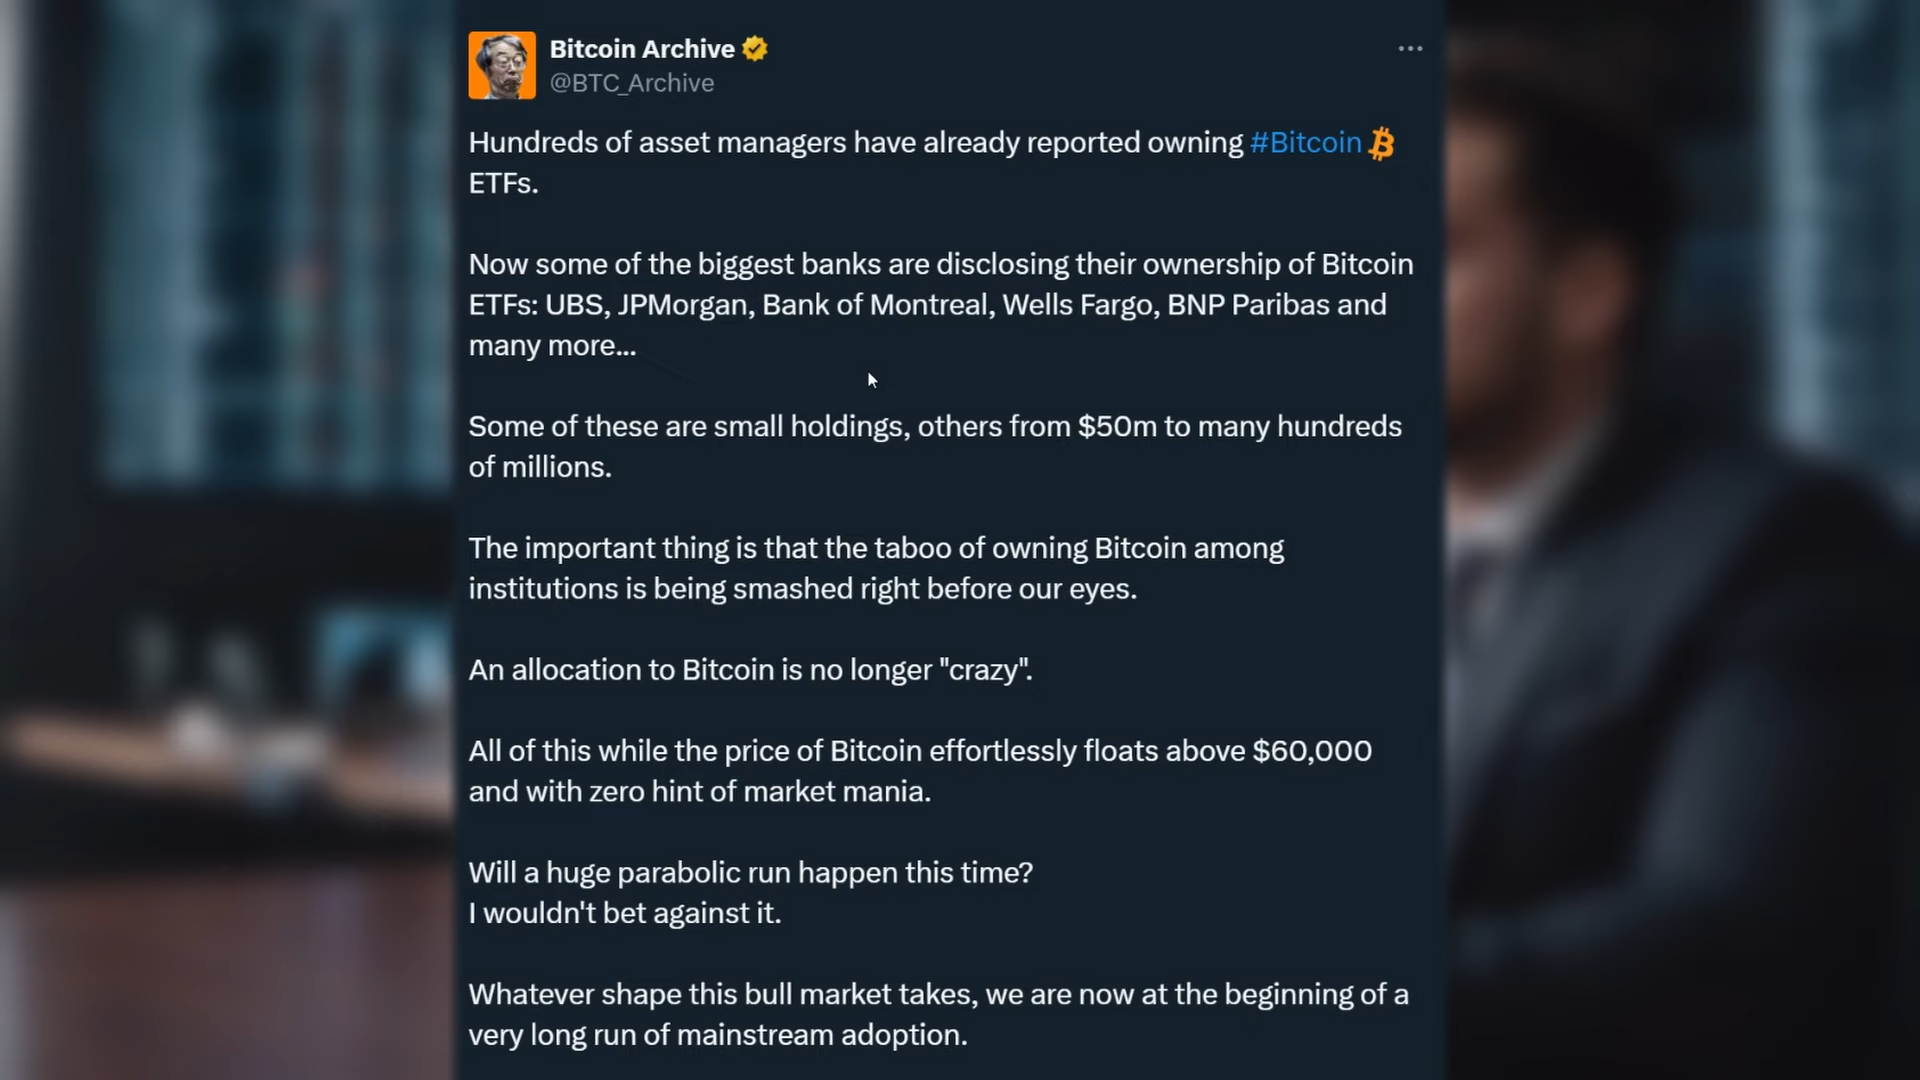 Bitcoin Archive
@BTC_Archive
Hundreds of asset managers have already reported owning #Bitcoin
ETFs.
Now some of the biggest banks are disclosing their ownership of Bitcoin
ETFs: UBS, JPMorgan, Bank of Montreal, Wells Fargo, BNP Paribas and
many more...
Some of these are small holdings, others from $50m to many hundreds
of millions.
The important thing is that the taboo of owning Bitcoin among
institutions is being smashed right before our eyes.
An allocation to Bitcoin is no longer "crazy".
All of this while the price of Bitcoin effortlessly floats above $60,000
and with zero hint of market mania.
Will a huge parabolic run happen this time?
I wouldn't bet against it.
Whatever shape this bull market takes, we are now at the beginning of a
very long run of mainstream adoption.